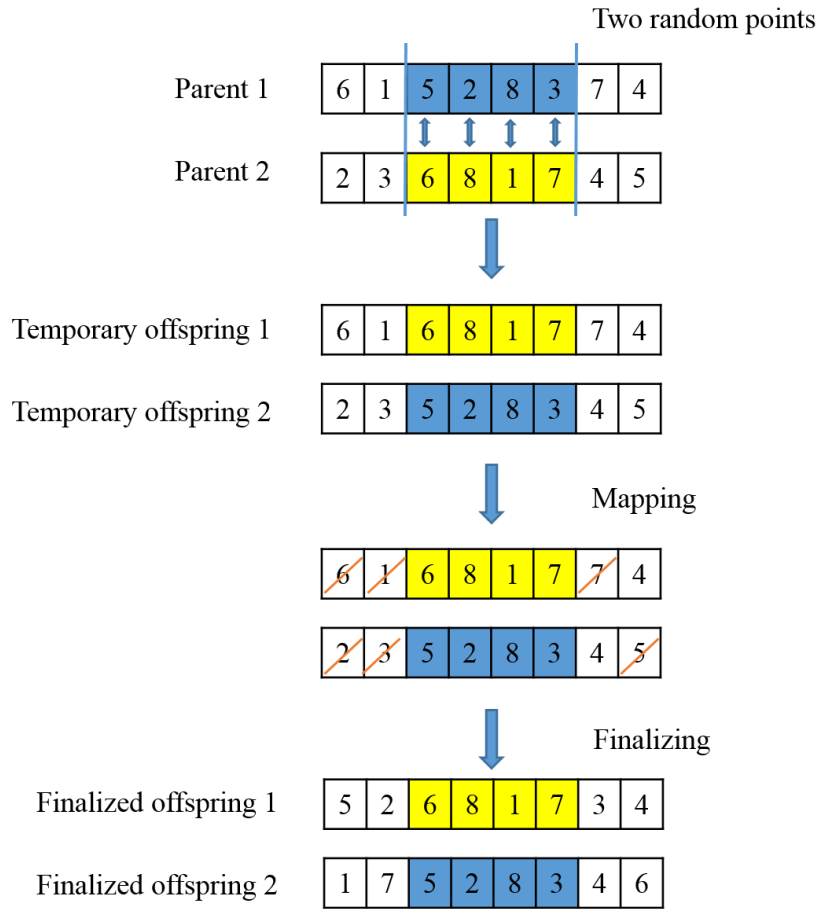 Two random points
Parent 1 6 1 5 2 8 3 7 4
Parent 2 2 3 6 8 1 7 4 5
Temporary offspring 1 6 1 6 8 1 7 7 4
Temporary offspring 2 2 3 5 2 8 3 4 5
Mapping
6 1 6 8 1 7 7 4
2 3 5 2 8 3 4 5
Finalizing
Finalized offspring 1 5 2 6 8 1 7 3 4
Finalized offspring 2 1 7 5 2 8 3 4 6